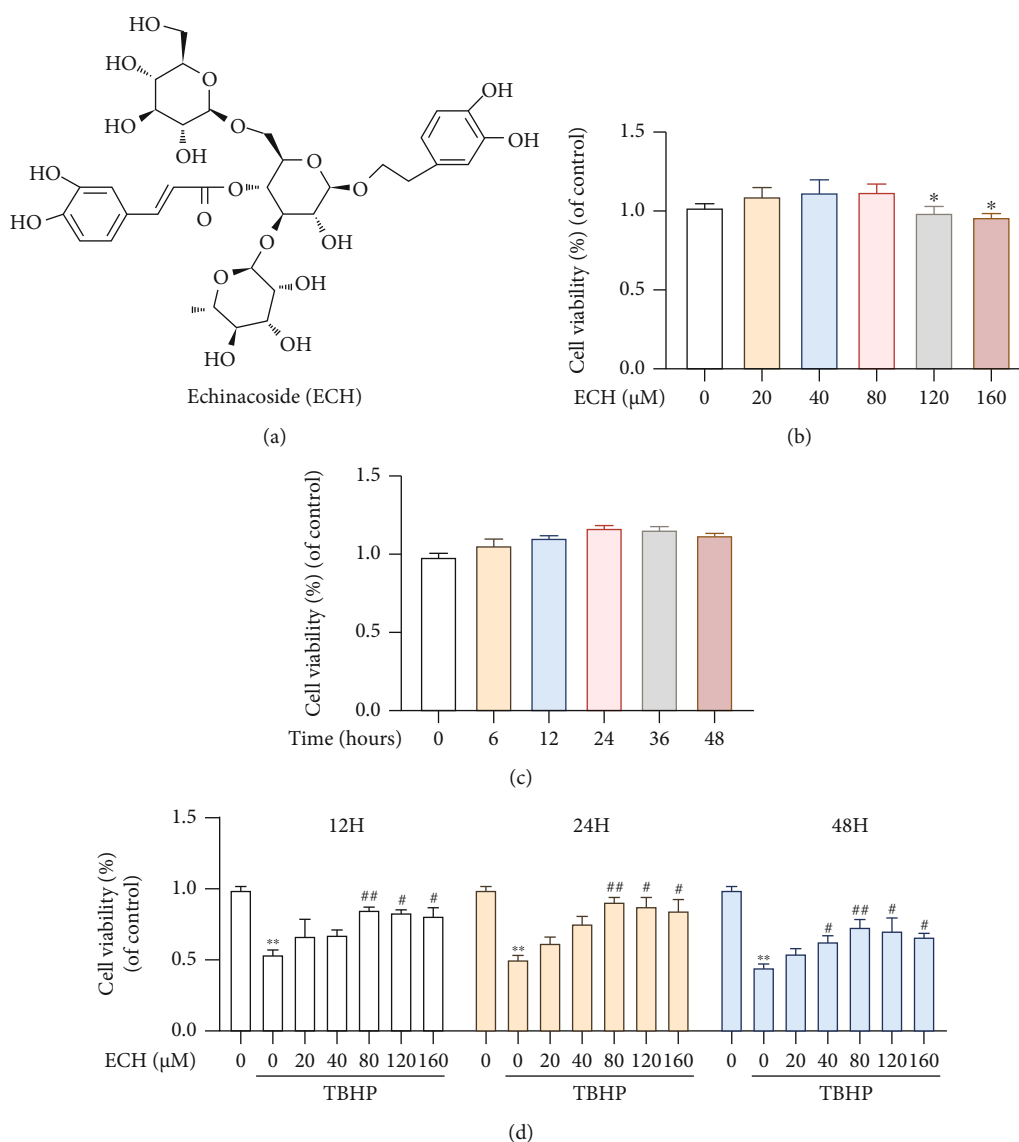 HO
HO
O
OH
HO
HO
OH
O
O
OH
HO
O
O
HO
O
O
OH
O
O
OH
OH
HO
OH
Echinacoside (ECH)
(a)
Cell viability (%) (of control)
1.5
1.0
0.5
0.0
* *
ECH (μM) 0 20 40 80 120 160
(b)
Cell viability (%) (of control)
1.5
1.0
0.5
0.0
Time (hours) 0 6 12 24 36 48
(c)
Cell viability (%)
(of control)
1.5
1.0
0.5
0.0
12H 24H 48H
** ## # # ** ## # # ** # ## # #
ECH (μM) 0 0 20 40 80 120 160 0 0 20 40 80 120 160 0 0 20 40 80 120 160
TBHP TBHP TBHP
(d)